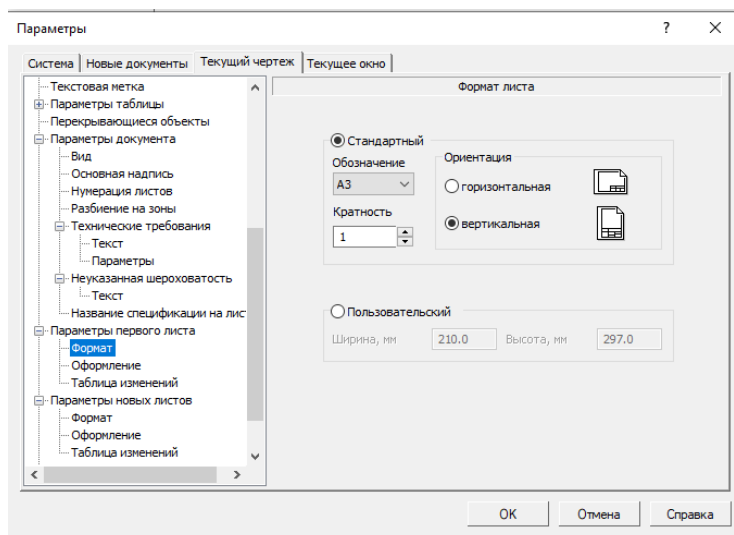 Параметры
?
Система
Новые документы
Текущий чертеж
Текущее окно
Текстовая метка
Параметры таблицы
Перекрывающиеся объекты
Параметры документа
Вид
Основная надпись
Нумерация листов
Разбиение на зоны
Технические требования
Текст
Параметры
Неуказанная шероховатость
Текст
Название спецификации на лис
Параметры первого листа
Формат
Оформление
Таблица изменений
Параметры новых листов
Формат
Оформление
Таблица изменений
Формат листа
Стандартный
Обозначение
A3
Кратность
1
Ориентация
горизонтальная
вертикальная
Пользовательский
Ширина, мм 210.0 Высота, мм 297.0
OK Отмена Справка